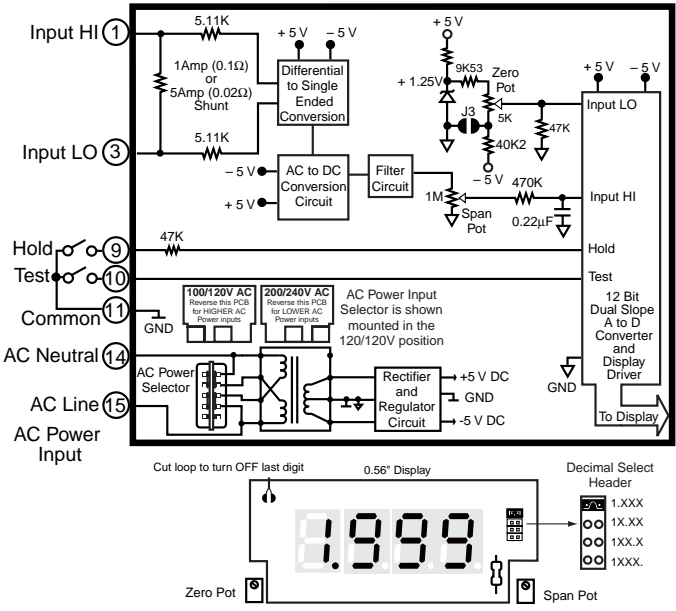 Input HI 1
5.11K
+ 5 V
– 5 V
1Amp (0.1Ω)
or
5Amp (0.02Ω)
Shunt
Differential
to Single
Ended
Conversion
5.11K
Input LO 3
– 5 V
+ 5 V
AC to DC
Conversion
Circuit
Filter
Circuit
+ 5 V
9K53
+ 1.25V
Zero
Pot
J3
5K
40K2
– 5 V
47K
1M
Span
Pot
470K
0.22µF
+ 5 V
– 5 V
Input LO
Input HI
Hold
Test
12 Bit
Dual Slope
A to D
Converter
and
Display
Driver
GND
To Display
Hold 9
47K
Test 10
Common 11
GND
100/120V AC
Reverse this PCB
for HIGHER AC
Power inputs
200/240V AC
Reverse this PCB
for LOWER AC
Power inputs
AC Power Input
Selector is shown
mounted in the
120/120V position
AC Neutral 14
AC Line 15
AC Power
Input
AC Power
Selector
Rectifier
and
Regulator
Circuit
+5 V DC
GND
-5 V DC
Cut loop to turn OFF last digit
0.56" Display
Decimal Select
Header
1.XXX
1X.XX
1XX.X
1XXX.
1.999
Zero Pot
Span Pot